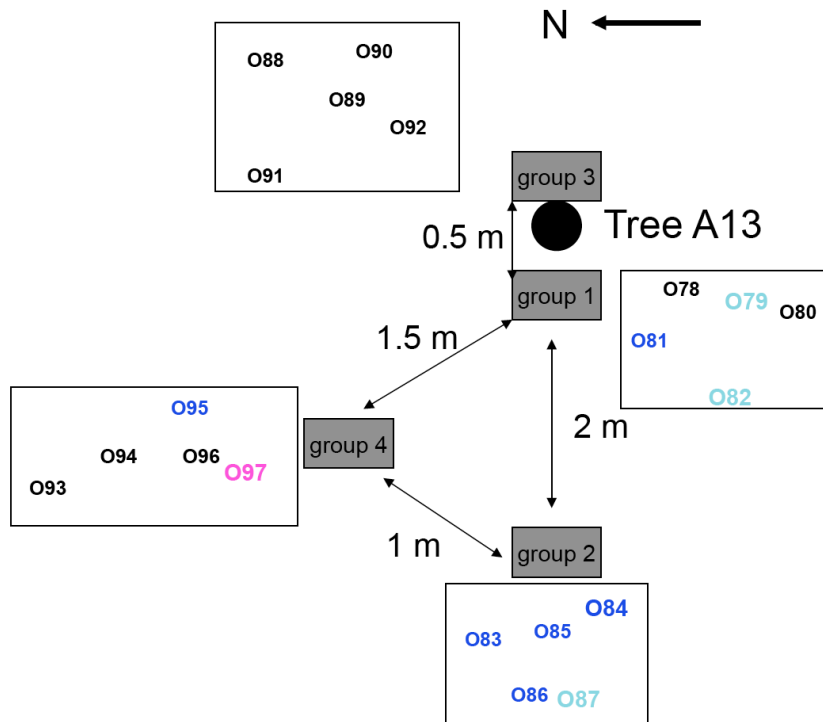 N
O88
O90
O89
O92
O91
group 3
0.5 m
Tree A13
group 1
O78
O79
O80
O81
O82
1.5 m
2 m
O95
O94
O96
O93
O97
group 4
1 m
group 2
O84
O83
O85
O86
O87